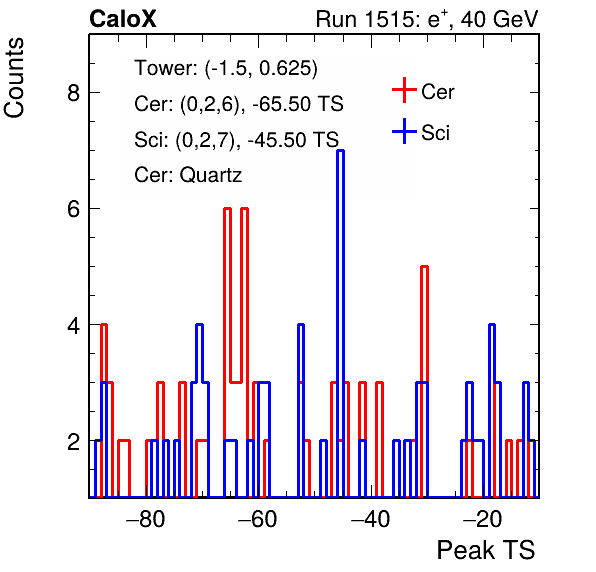 CaloX Run 1515: e+, 40 GeV
Counts
Tower: (-1.5, 0.625)
Cer: (0,2,6), -65.50 TS
Sci: (0,2,7), -45.50 TS
Cer: Quartz
Cer
Sci
8
6
4
2
−80 −60 −40 −20
Peak TS